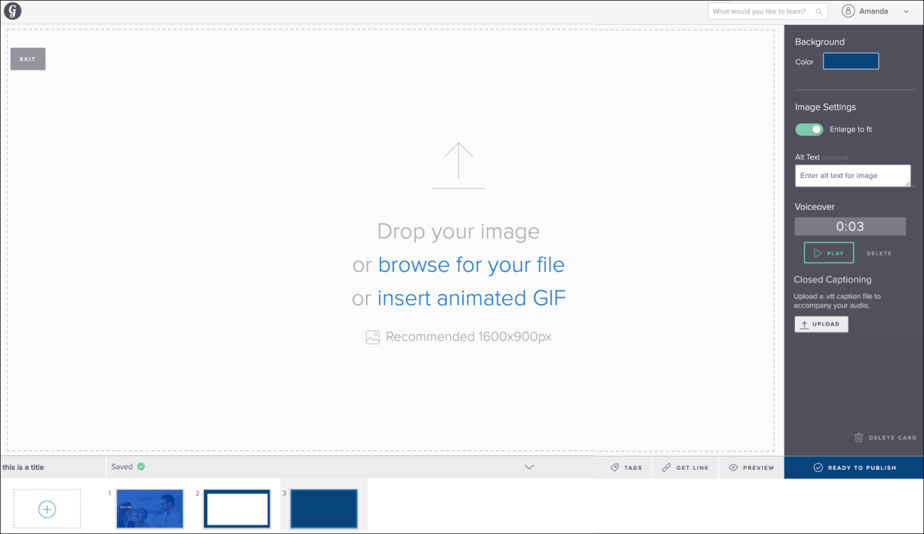 What would you like to learn?
Amanda
EXIT
Drop your image
or browse for your file
or insert animated GIF
Recommended 1600x900px
Background
Color
Image Settings
Enlarge to fit
Alt Text (optional)
Enter alt text for image
Voiceover
0:03
PLAY DELETE
Closed Captioning
Upload a .vtt caption file to
accompany your audio.
UPLOAD
DELETE CARD
this is a title
Saved
TAGS
GET LINK
PREVIEW
READY TO PUBLISH
1
2
3